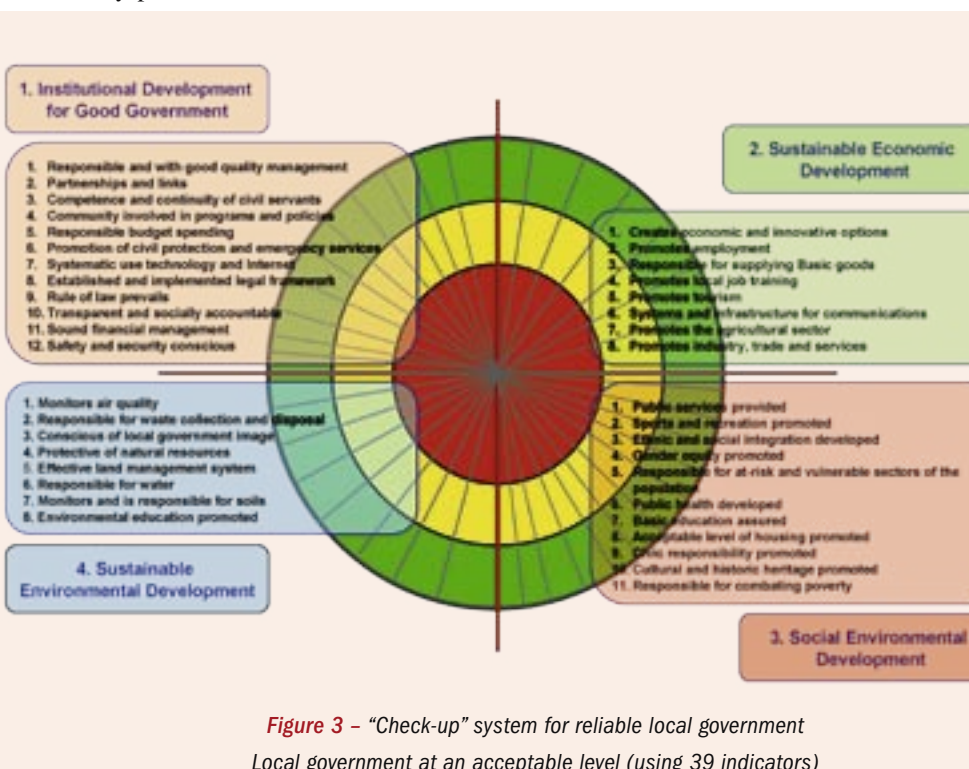 1. Institutional Development
for Good Government
1. Responsible and with good quality management
2. Partnerships and links
3. Competence and continuity of civil servants
4. Community involved in programs and policies
5. Responsible budget spending
6. Promotion of civil protection and emergency services
7. Systematic use technology and Internet
8. Established and implemented legal framework
9. Rule of law prevails
10. Transparent and socially accountable
11. Sound financial management
12. Safety and security conscious
2. Sustainable Economic
Development
1. Creates economic and innovative options
2. Promotes employment
3. Responsible for supplying Basic goods
4. Promotes local job training
5. Promotes tourism
6. Systems and infrastructure for communications
7. Promotes the agricultural sector
8. Promotes industry, trade and services
1. Monitors air quality
2. Responsible for waste collection and disposal
3. Conscious of local government image
4. Protective of natural resources
5. Effective land management system
6. Responsible for water
7. Monitors and is responsible for soils
8. Environmental education promoted
4. Sustainable
Environmental Development
1. Public services provided
2. Sports and recreation promoted
3. Ethnic and social integration developed
4. Gender equity promoted
5. Responsible for at-risk and vulnerable sectors of the
population
6. Public health developed
7. Basic education assured
8. Acceptable level of housing promoted
9. Civic responsibility promoted
10. Cultural and historic heritage promoted
11. Responsible for combating poverty
3. Social Environmental
Development
Figure 3 – “Check-up” system for reliable local government
Local government at an acceptable level (using 39 indicators)